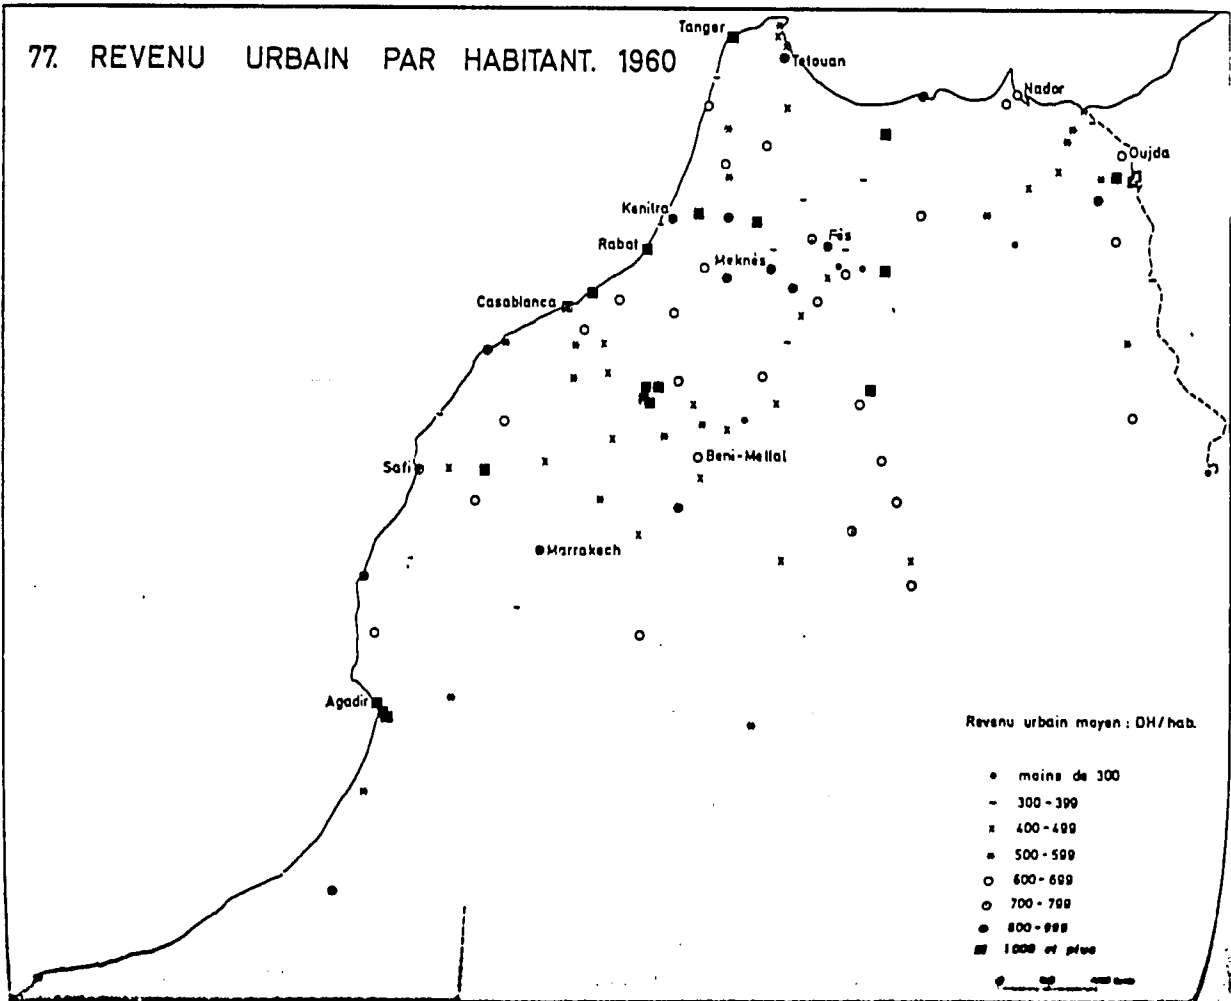 77. REVENU URBAIN PAR HABITANT. 1960
Tanger
Tetouan
Nador
Oujda
Kenitra
Fès
Rabat
Meknès
Casablanca
Beni-Mellal
Safi
Marrakech
Agadir
Revenu urbain moyen : DH/hab.
moins de 300
300-399
400-499
500-599
600-699
700-799
800-999
1000 et plus